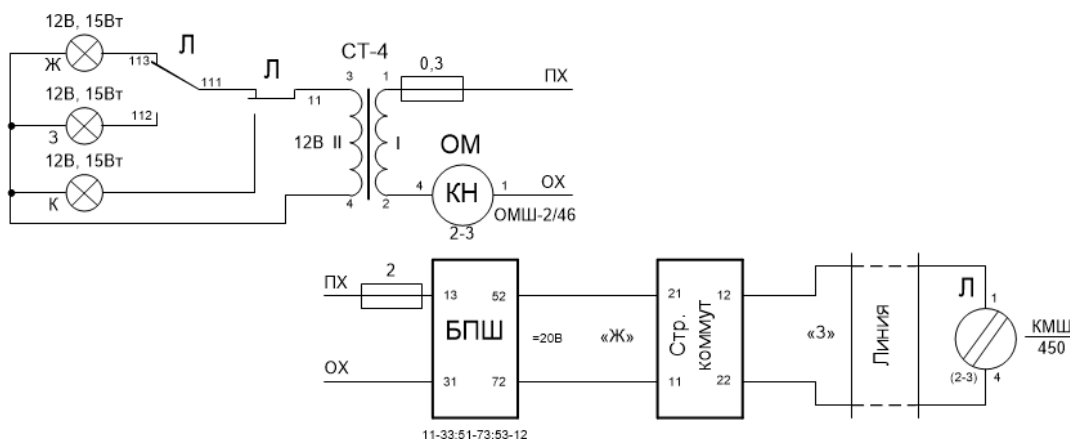 12В, 15Вт
Ж
113
Л
111
Л
11
12В, 15Вт
З
112
12В, 15Вт
К
СТ-4
3
1
0,3
ПХ
12В
II
I
4
2
ОМ
4
КН
1
ОХ
2-3
ОМШ-2/46
ПХ
2
13
52
БПШ
=20В
ОХ
31
72
11-33:51-73:53-12
«Ж»
21
12
Стр.
коммут
11
22
«З»
Линия
Л
1
(2-3)
4
КМШ
450